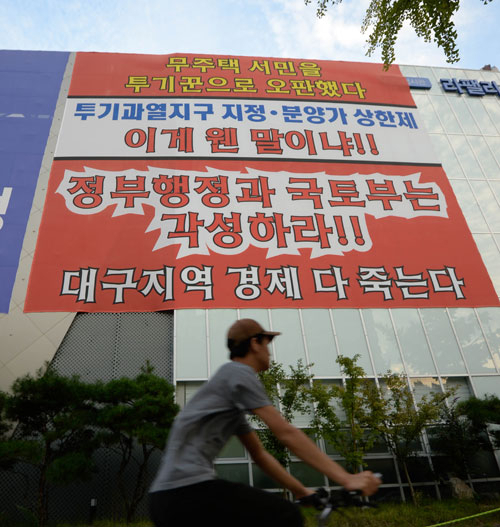 무주택 서민을
투기꾼으로 오판했다
투기과열지구 지정·분양가 상한제
이게 웬 말이냐!!
정부행정과 국토부는
각성하라!!
대구지역 경제 다 죽는다